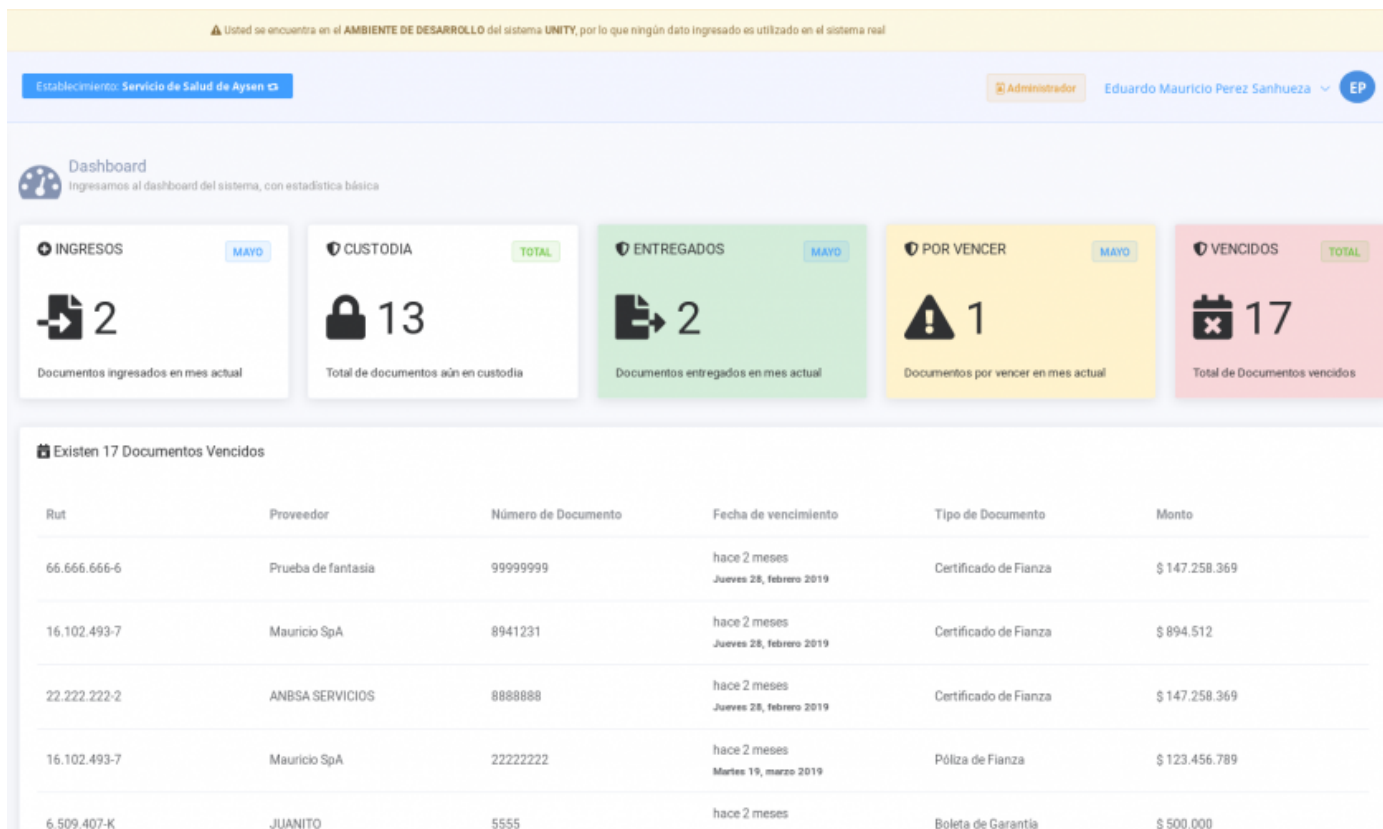 Usted se encuentra en el AMBIENTE DE DESARROLLO del sistema UNITY, por lo que ningún dato ingresado es utilizado en el sistema real
Establecimiento: Servicio de Salud de Aysen
Administrador
Eduardo Mauricio Perez Sanhueza
EP
Dashboard
Ingresamos al dashboard del sistema, con estadística básica
INGRESOS MAYO
2
Documentos ingresados en mes actual
CUSTODIA TOTAL
13
Total de documentos aún en custodia
ENTREGADOS MAYO
2
Documentos entregados en mes actual
POR VENCER MAYO
1
Documentos por vencer en mes actual
VENCIDOS TOTAL
17
Total de Documentos vencidos
Existen 17 Documentos Vencidos
Rut Proveedor Número de Documento Fecha de vencimiento Tipo de Documento Monto
66.666.666-6 Prueba de fantasia 99999999 hace 2 meses Jueves 28, febrero 2019 Certificado de Fianza $ 147.258.369
16.102.493-7 Mauricio SpA 8941231 hace 2 meses Jueves 28, febrero 2019 Certificado de Fianza $ 894.512
22.222.222-2 ANBSA SERVICIOS 8888888 hace 2 meses Jueves 28, febrero 2019 Certificado de Fianza $ 147.258.369
16.102.493-7 Mauricio SpA 22222222 hace 2 meses Martes 19, marzo 2019 Póliza de Fianza $ 123.456.789
6.509.407-K JUANITO 5555 hace 2 meses Boleta de Garantía $ 500.000